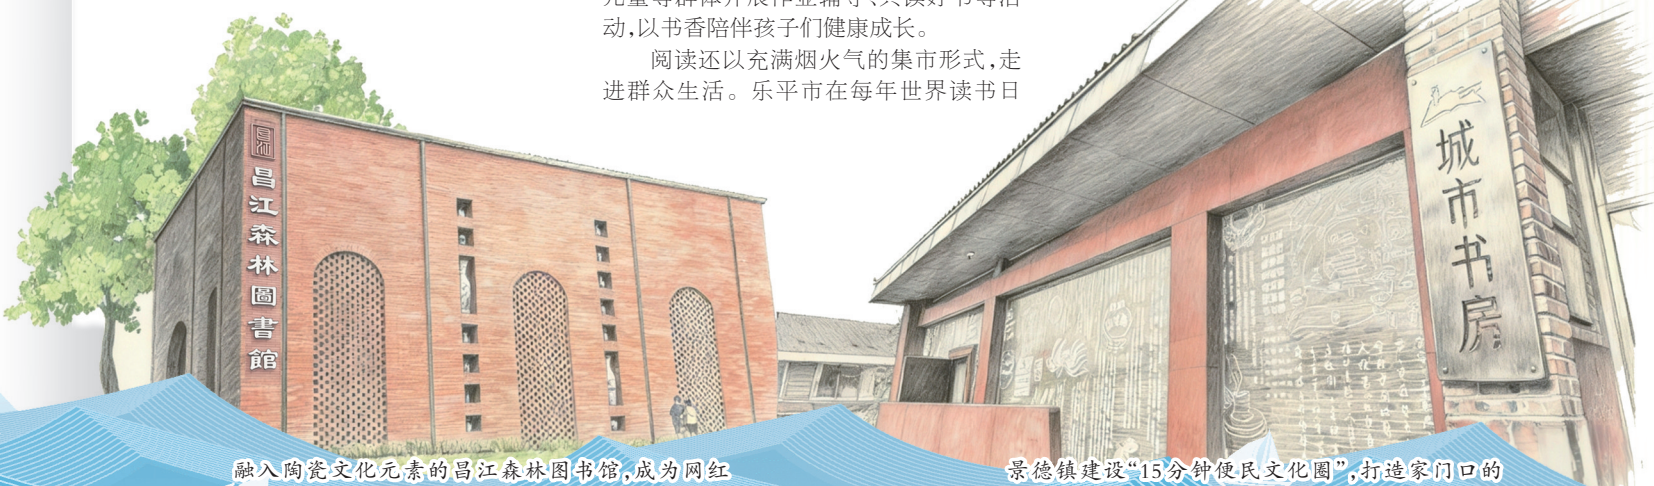 动,以书香陪伴孩子们健康成长。
阅读还以充满烟火气的集市形式,走
进群众生活。乐平市在每年世界读书日
昌江
昌江森林圖書館
城市书房
融入陶瓷文化元素的昌江森林图书馆,成为网红
景德镇建设“15分钟便民文化圈”,打造家门口的